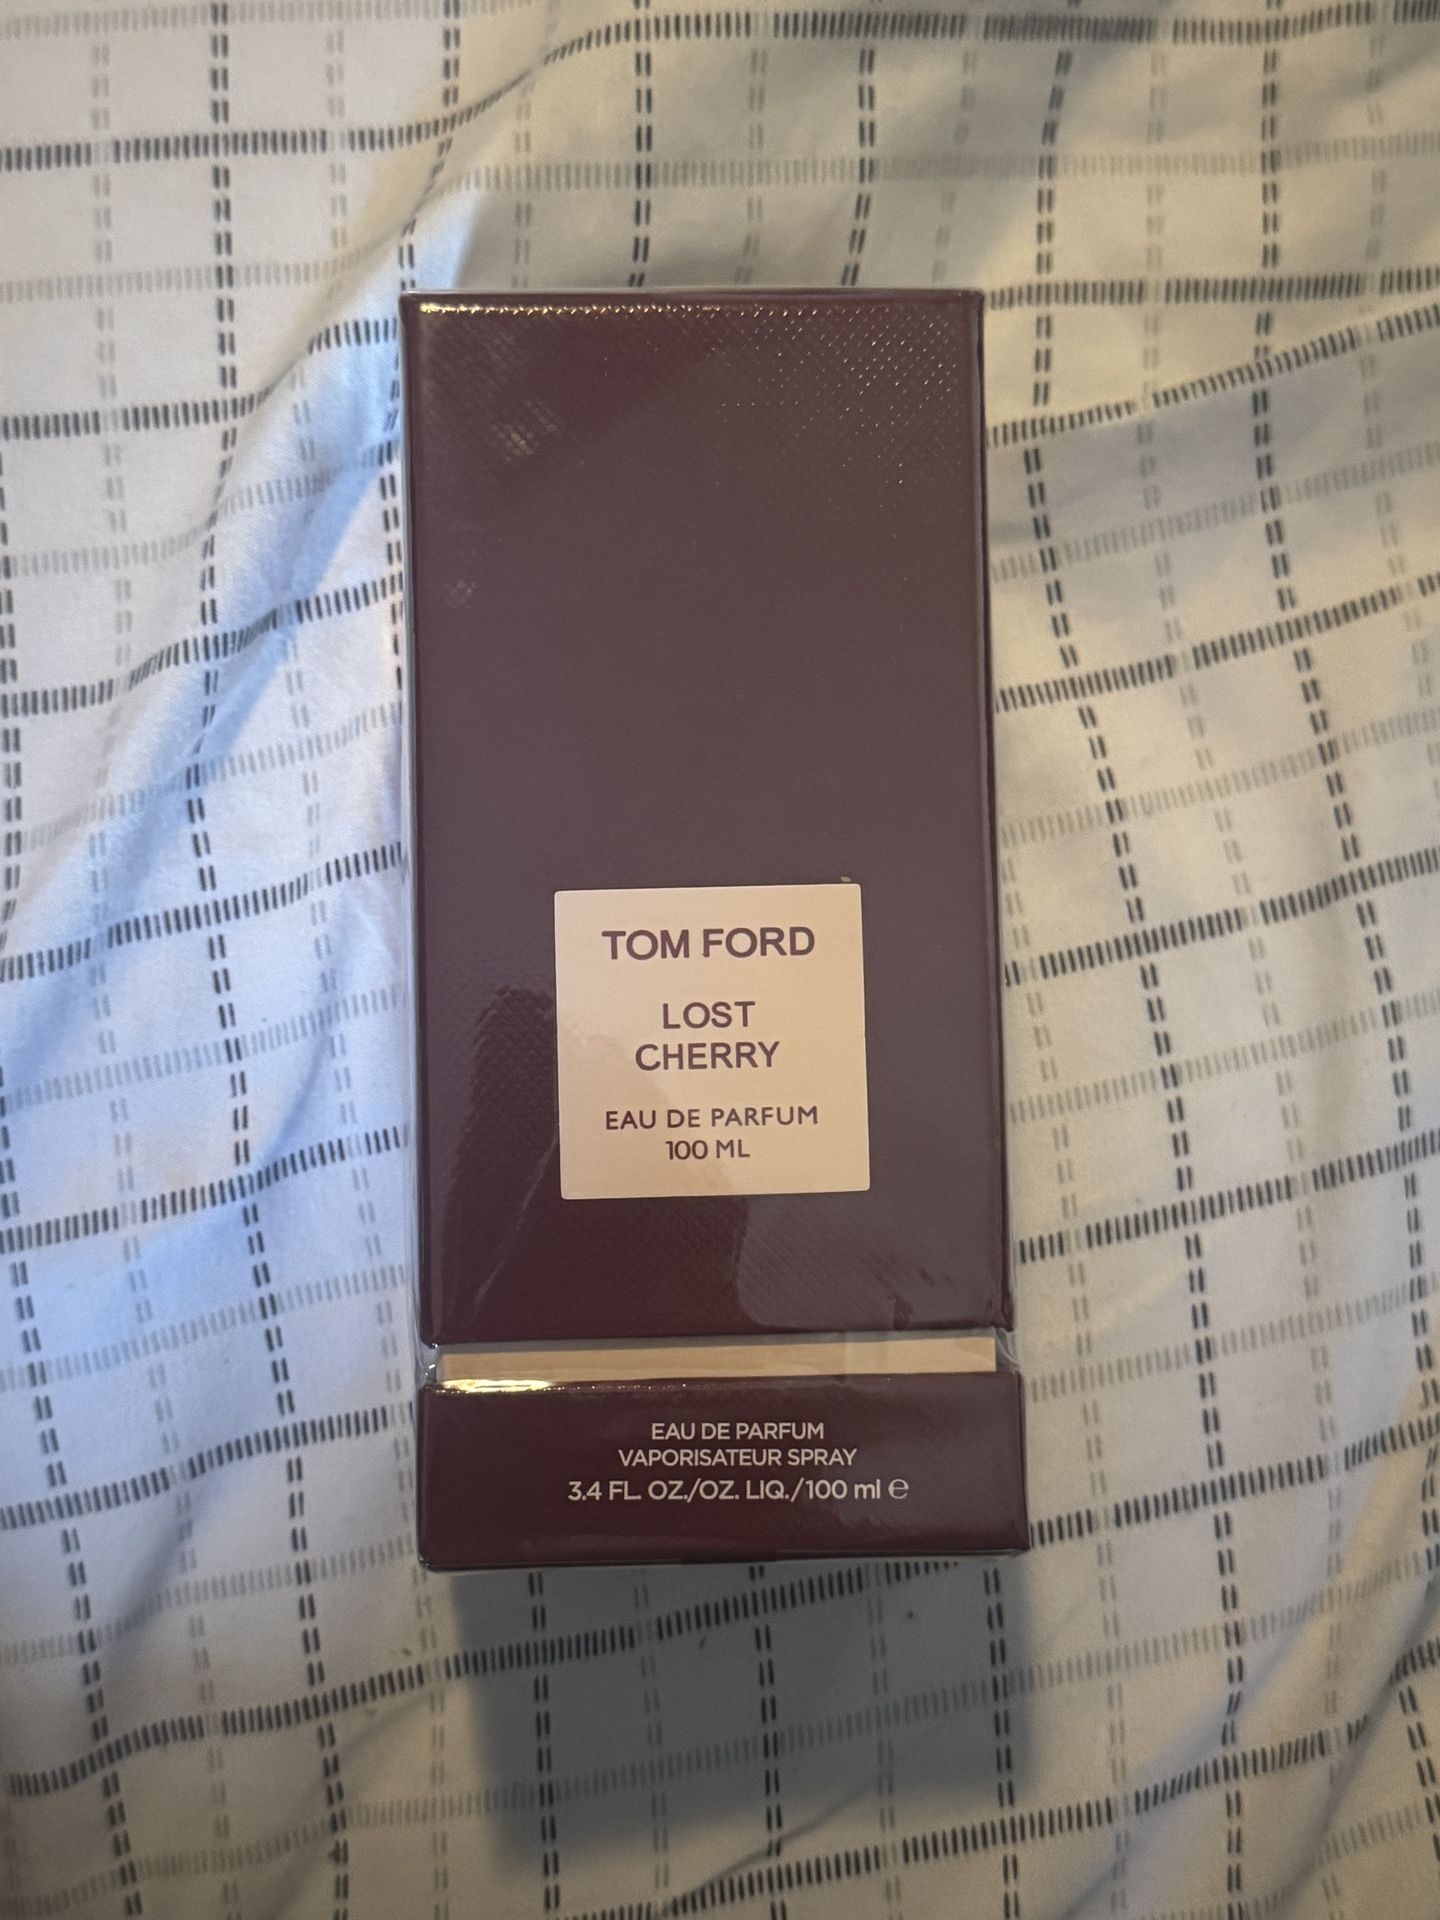 TOM FORD
LOST
CHERRY
EAU DE PARFUM
100 ML
EAU DE PARFUM
VAPORISATEUR SPRAY
3.4 FL. OZ./OZ. LIQ./100 ml ℮